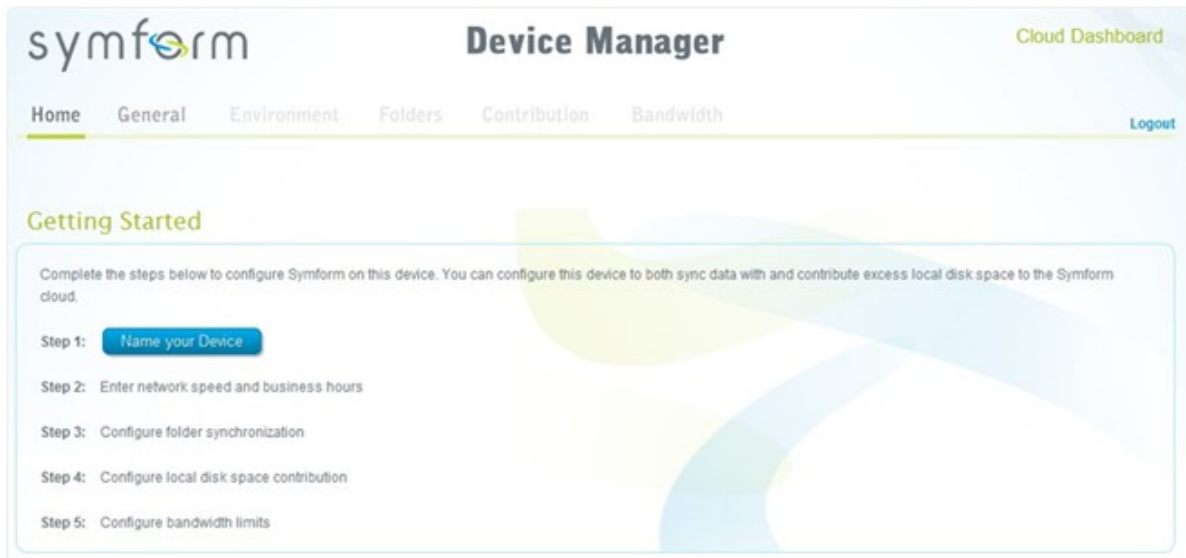 symform
Device Manager
Cloud Dashboard
Home General Environment Folders Contribution Bandwidth
Logout
Getting Started
Complete the steps below to configure Symform on this device. You can configure this device to both sync data with and contribute excess local disk space to the Symform
cloud.
Step 1: Name your Device
Step 2: Enter network speed and business hours
Step 3: Configure folder synchronization
Step 4: Configure local disk space contribution
Step 5: Configure bandwidth limits